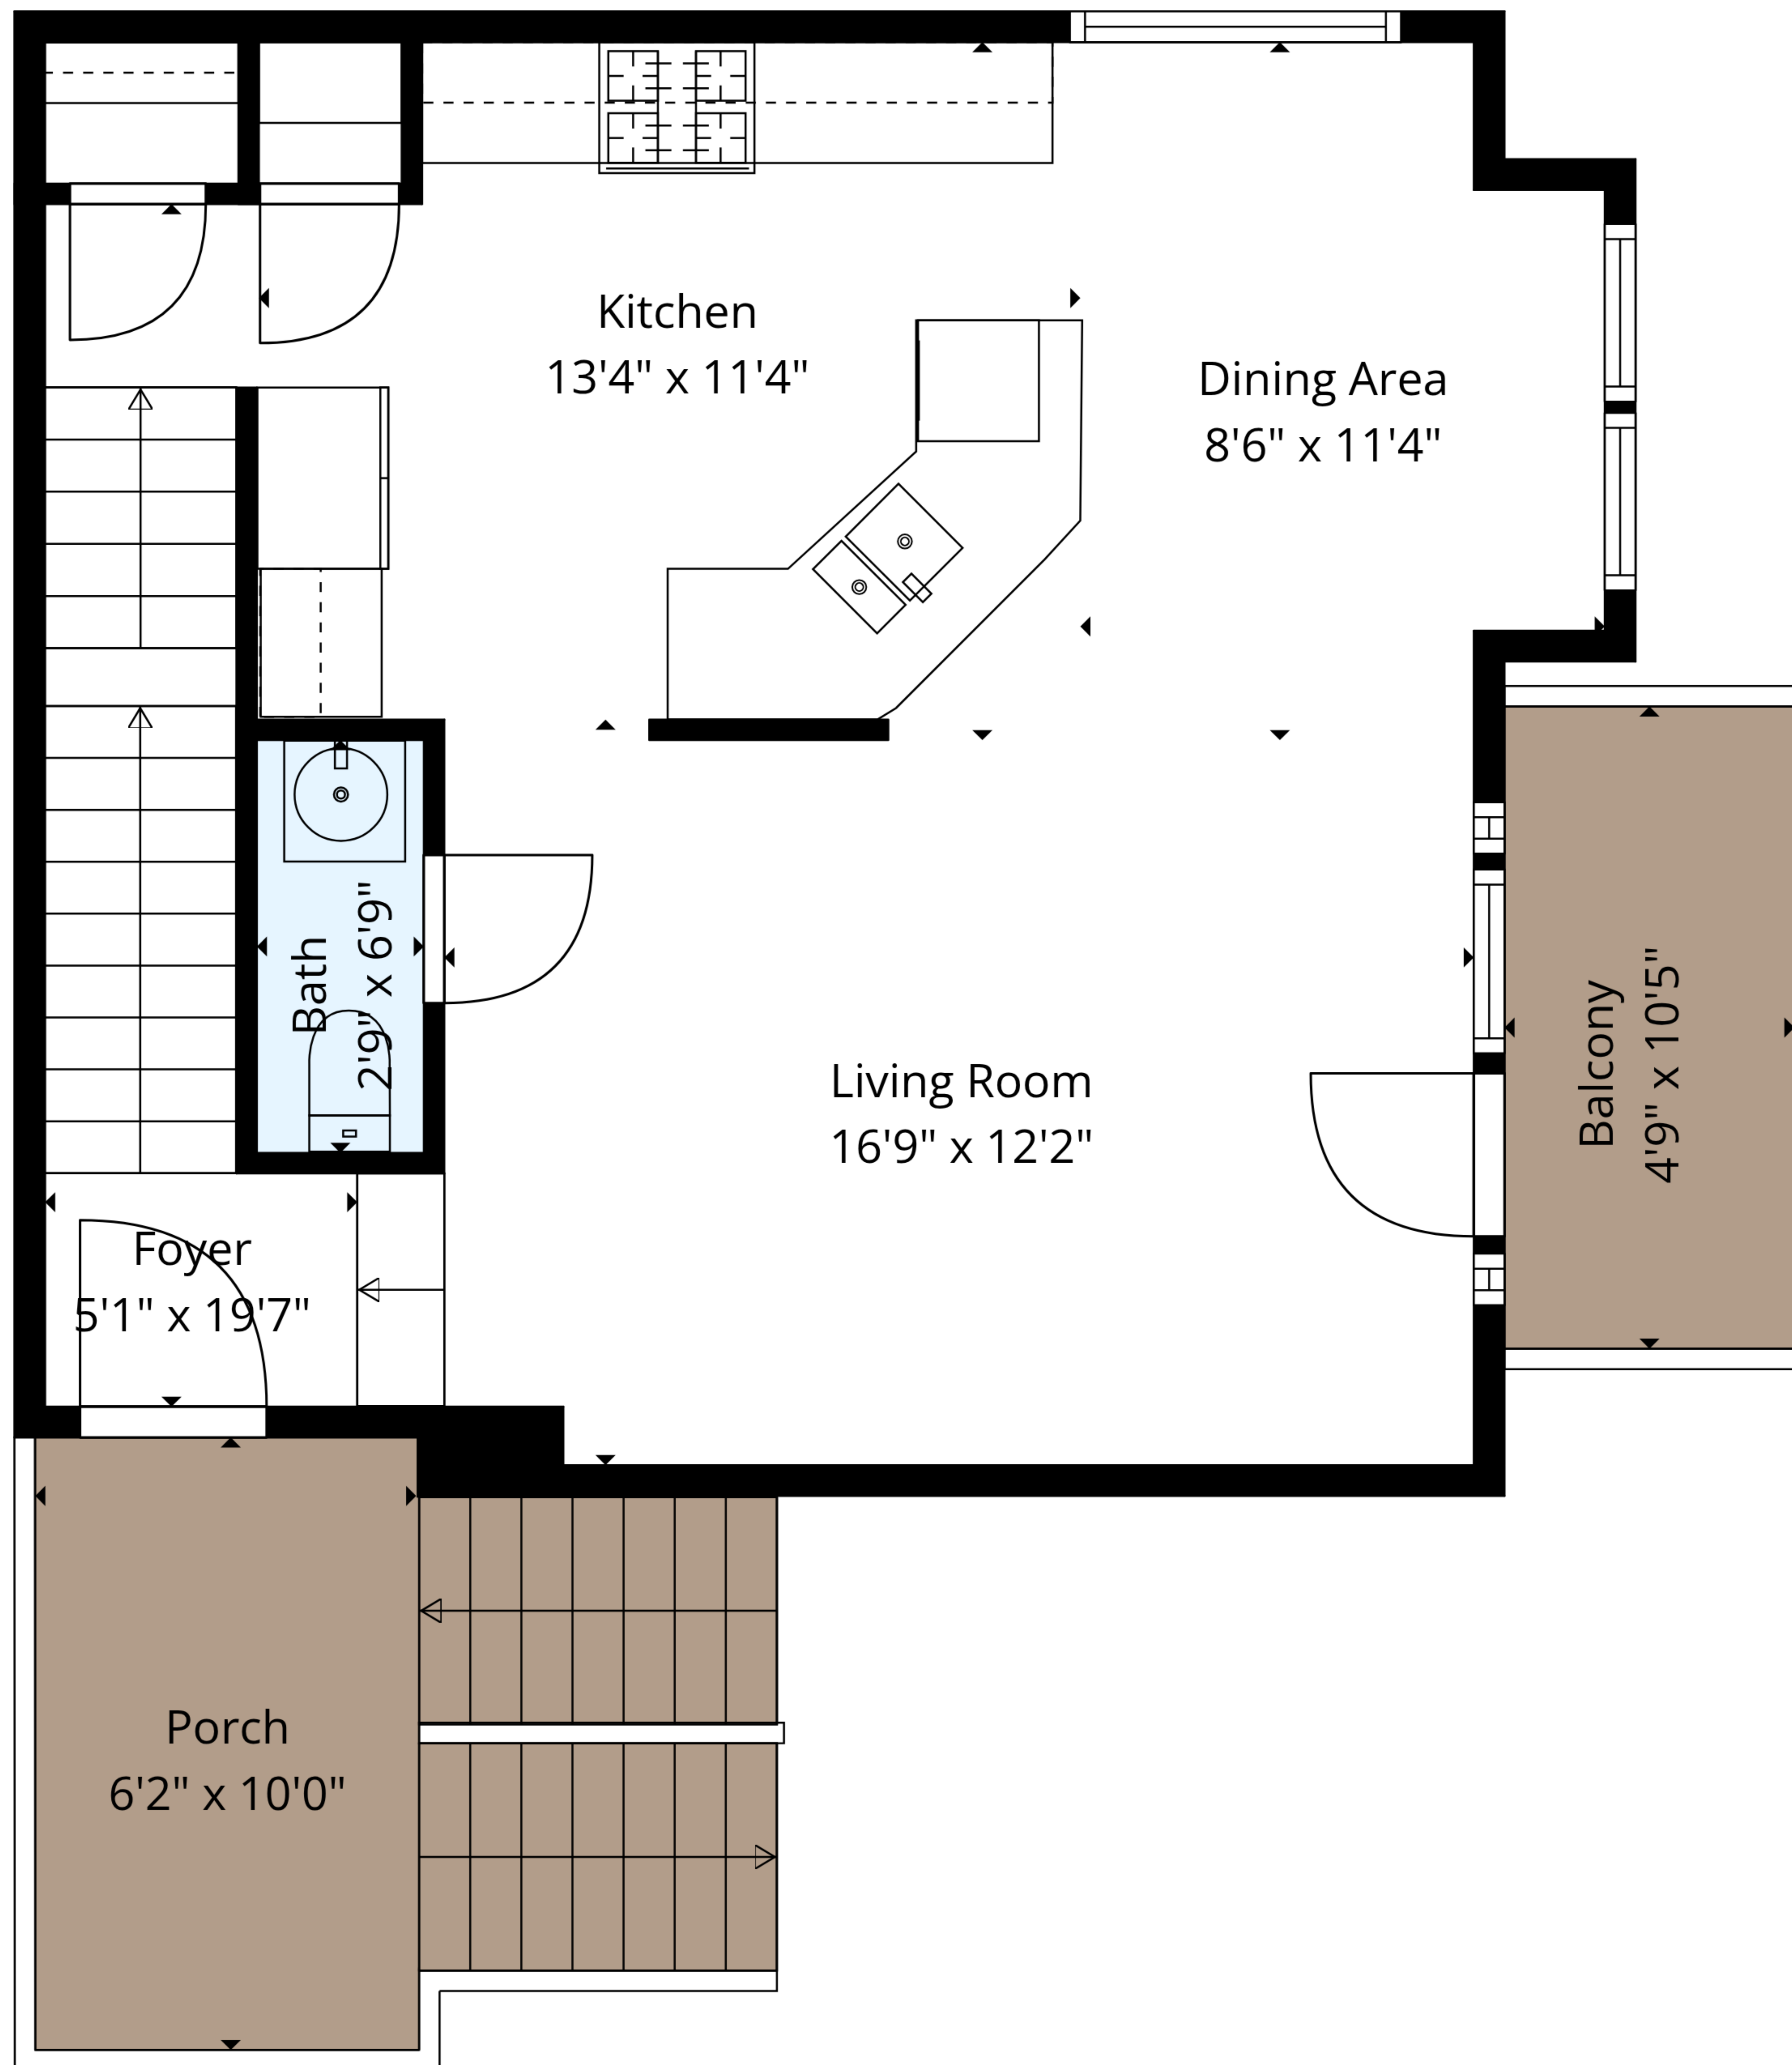 Kitchen
13'4" x 11'4"
Dining Area
8'6" x 11'4"
Bath
2'9" x 6'9"
Living Room
16'9" x 12'2"
Balcony
4'9" x 10'5"
Foyer
5'1" x 19'7"
Porch
6'2" x 10'0"